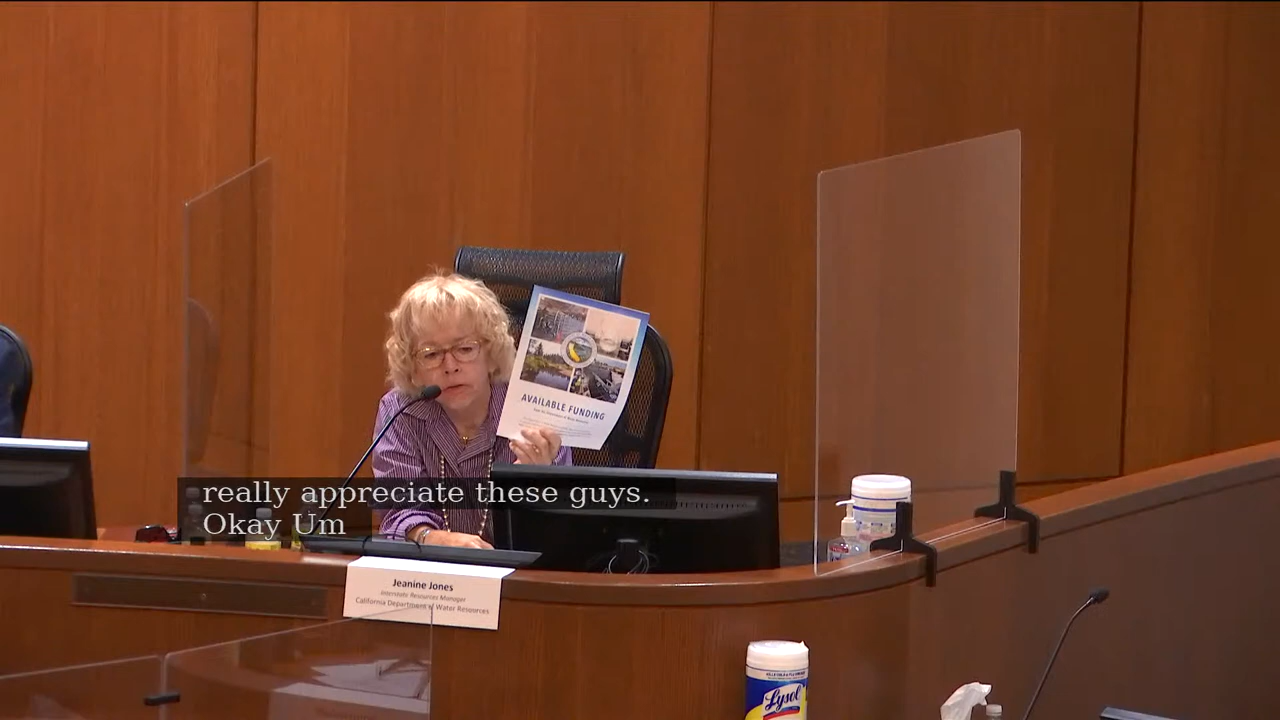 AVAILABLE FUNDING
really appreciate these guys.
Okay Um
Jeanine Jones
Interstate Resources Manager
California Department of Water Resources
Lysol